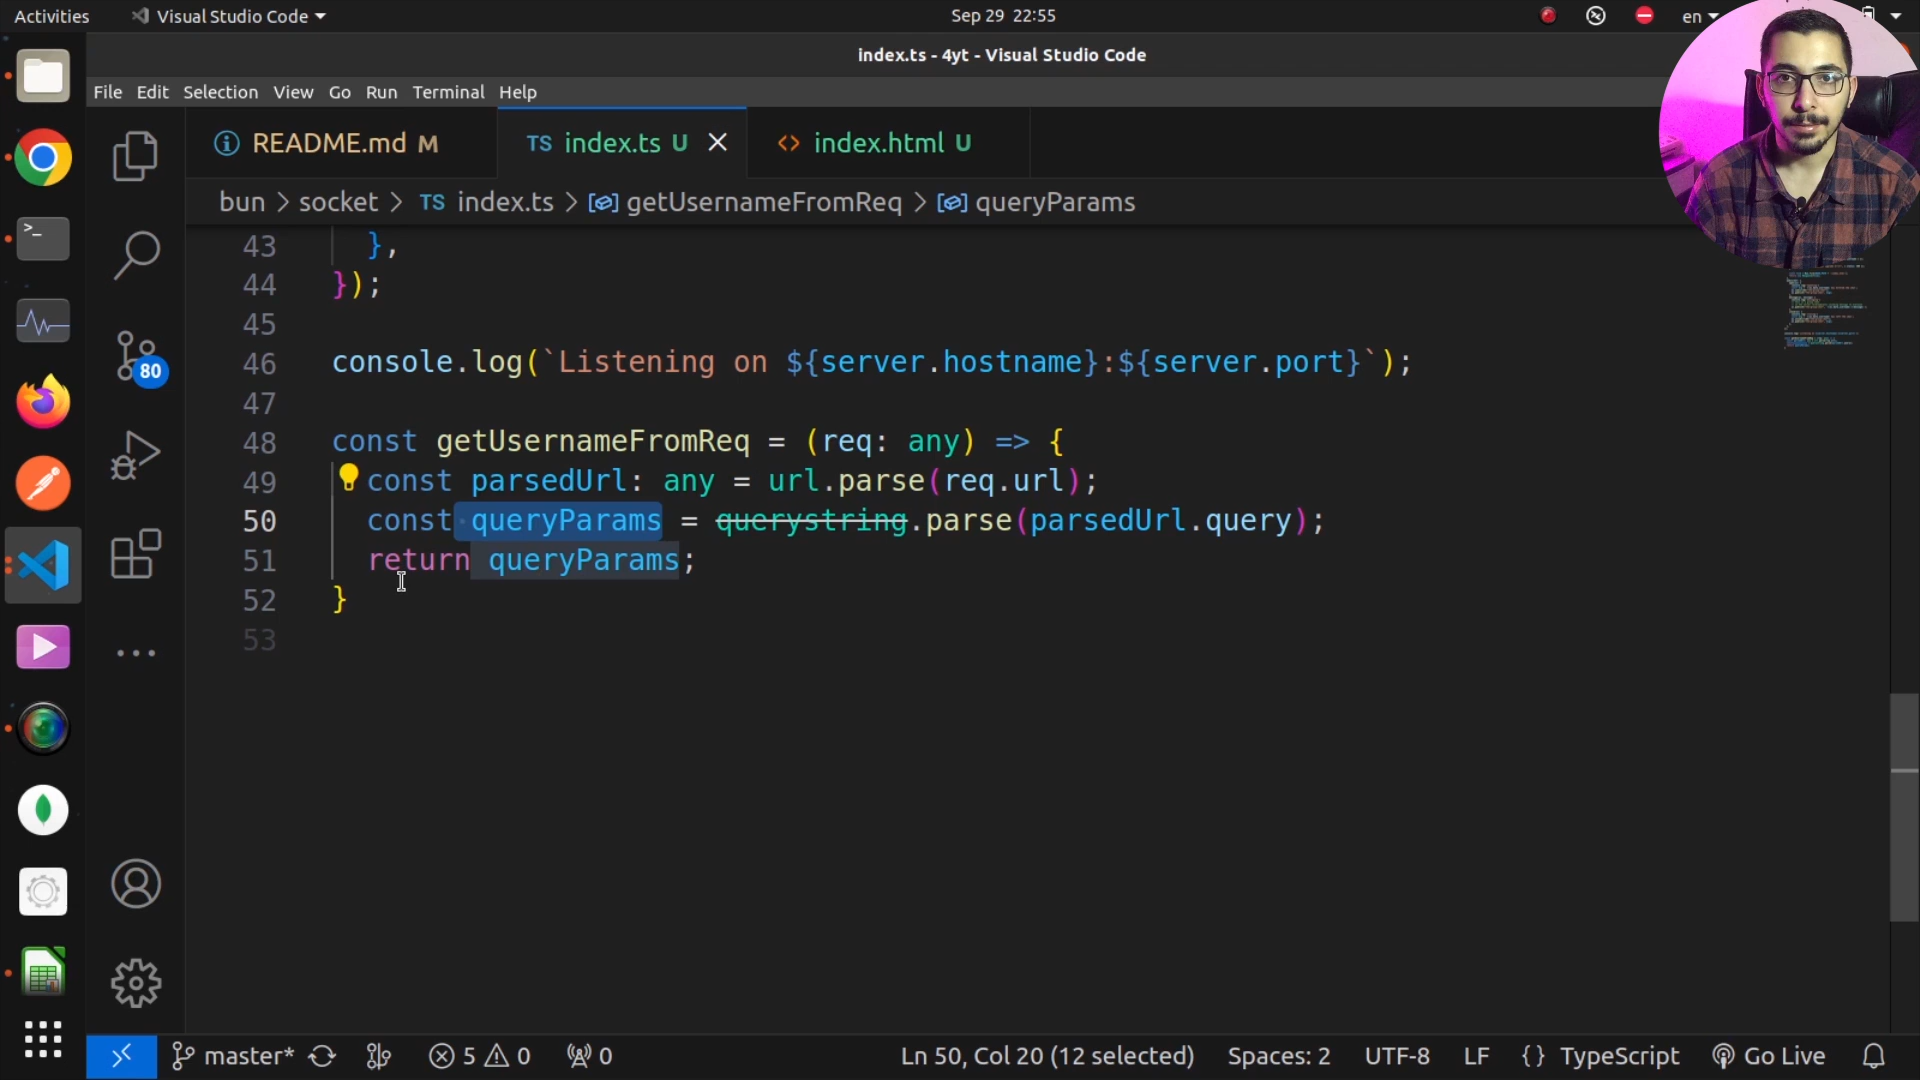 Activities
Visual Studio Code
Sep 29 22:55
en
index.ts - 4yt - Visual Studio Code
File Edit Selection View Go Run Terminal Help
README.md M
TS index.ts U
index.html U
bun > socket > TS index.ts > getUsernameFromReq > queryParams
43 },
44 });
45
46 console.log(`Listening on ${server.hostname}:${server.port}`);
47
48 const getUsernameFromReq = (req: any) => {
49 const parsedUrl: any = url.parse(req.url);
50 const queryParams = querystring.parse(parsedUrl.query);
51 return queryParams;
52 }
53
80
master* 5 0 0 Ln 50, Col 20 (12 selected) Spaces: 2 UTF-8 LF {} TypeScript Go Live